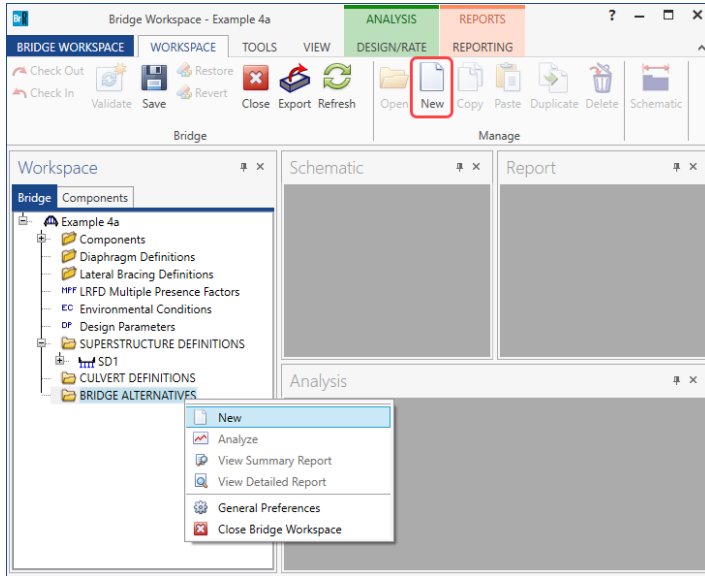 Br R Bridge Workspace - Example 4a ANALYSIS REPORTS ?
BRIDGE WORKSPACE WORKSPACE TOOLS VIEW DESIGN/RATE REPORTING
Check Out
Check In
Validate
Save
Restore
Revert
Close
Export
Refresh
Bridge
Open
New
Copy
Paste
Duplicate
Delete
Schematic
Manage
Workspace
Bridge Components
Example 4a
Components
Diaphragm Definitions
Lateral Bracing Definitions
MPF LRFD Multiple Presence Factors
EC Environmental Conditions
DP Design Parameters
SUPERSTRUCTURE DEFINITIONS
SD1
CULVERT DEFINITIONS
BRIDGE ALTERNATIVES
New
Analyze
View Summary Report
View Detailed Report
General Preferences
Close Bridge Workspace
Schematic
Report
Analysis